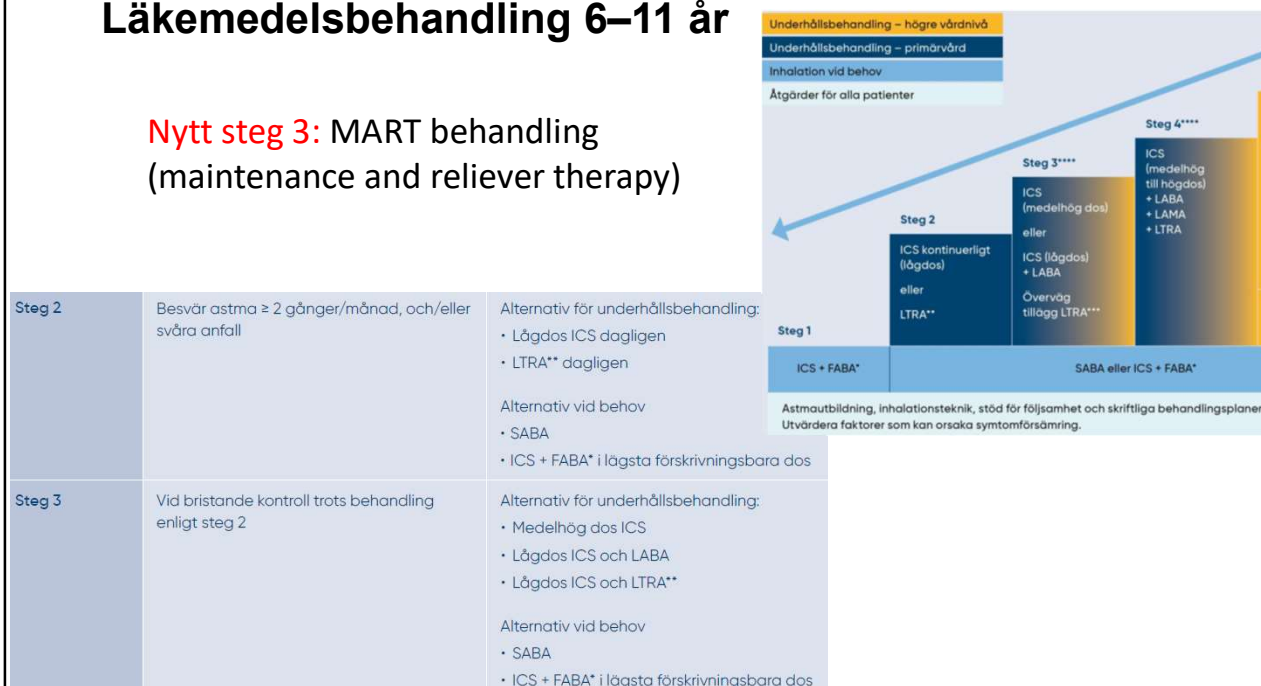 Läkemedelsbehandling 6–11 år
Nytt steg 3: MART behandling
(maintenance and reliever therapy)
Underhållsbehandling – högre vårdnivå
Underhållsbehandling – primärvård
Inhalation vid behov
Åtgärder för alla patienter
Steg 1
ICS + FABA*
Steg 2
ICS kontinuerligt
(lågdos)
eller
LTRA**
Steg 3****
ICS
(medelhög dos)
eller
ICS (lågdos)
+ LABA
Överväg
tillägg LTRA***
Steg 4****
ICS
(medelhög
till högdos)
+ LABA
+ LAMA
+ LTRA
SABA eller ICS + FABA*
Astmautbildning, inhalationsteknik, stöd för följsamhet och skriftliga behandlingsplaner
Utvärdera faktorer som kan orsaka symtomförsämring.
Steg 2
Besvär astma ≥ 2 gånger/månad, och/eller
svåra anfall
Alternativ för underhållsbehandling:
• Lågdos ICS dagligen
• LTRA** dagligen
Alternativ vid behov
• SABA
• ICS + FABA* i lägsta förskrivningsbara dos
Steg 3
Vid bristande kontroll trots behandling
enligt steg 2
Alternativ för underhållsbehandling:
• Medelhög dos ICS
• Lågdos ICS och LABA
• Lågdos ICS och LTRA**
Alternativ vid behov
• SABA
• ICS + FABA* i lägsta förskrivningsbara dos